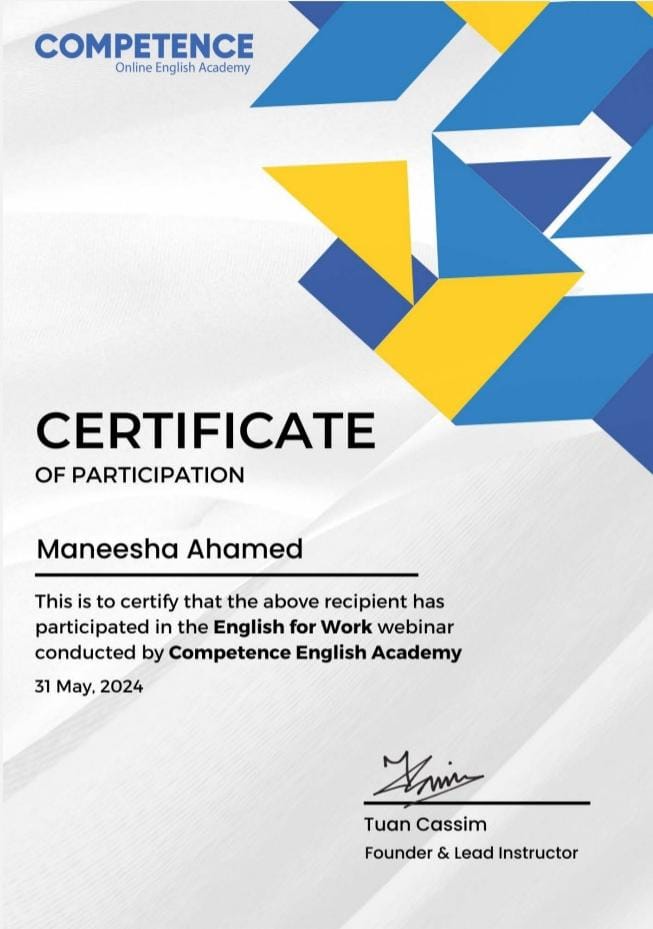 COMPETENCE
Online English Academy
CERTIFICATE
OF PARTICIPATION
Maneesha Ahamed
This is to certify that the above recipient has
participated in the English for Work webinar
conducted by Competence English Academy
31 May, 2024
Tuan Cassim
Founder & Lead Instructor